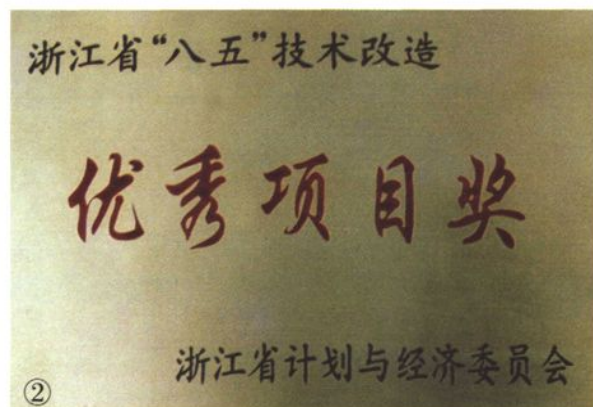 浙江省“八五”技术改造
优秀项目奖
浙江省计划与经济委员会
②